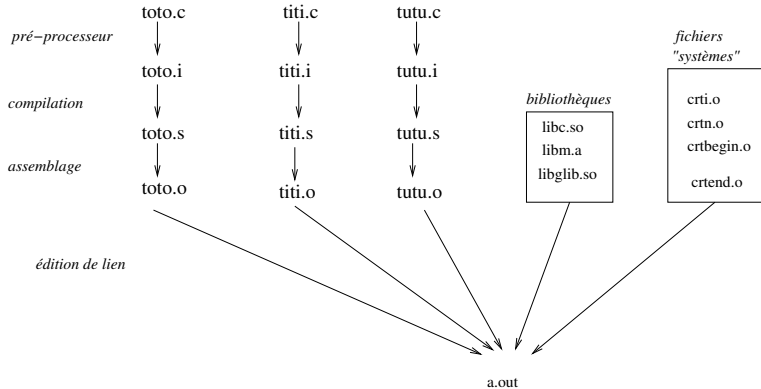 toto.c
titi.c
tutu.c
pré−processeur
fichiers
"systèmes"
toto.i
titi.i
tutu.i
compilation
bibliothèques
crti.o
crtn.o
crtbegin.o
crtend.o
libc.so
libm.a
libglib.so
toto.s
titi.s
tutu.s
assemblage
toto.o
titi.o
tutu.o
édition de lien
a.out